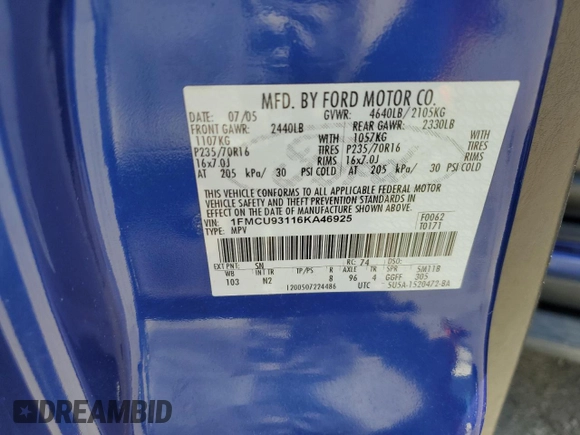 MFD. BY FORD MOTOR CO.
DATE: 07/05 GVWR: 4640LB/2105KG
FRONT GAWR: 2440LB REAR GAWR: 2330LB
1107KG WITH 1057KG WITH
P235/70R16 TIRES P235/70R16 TIRES
16x7.0J RIMS 16x7.0J RIMS
AT 205 kPa/ 30 PSI COLD AT 205 kPa/ 30 PSI COLD
THIS VEHICLE CONFORMS TO ALL APPLICABLE FEDERAL MOTOR
VEHICLE SAFETY AND THEFT PREVENTION STANDARDS IN EFFECT ON
THE DATE OF MANUFACTURE SHOWN ABOVE.
VIN: 1FMCU93116KA46925 F0062
TYPE: MPV T0171
EXT PNT: SN RC: 74 DSO:
WB INT TR TP/PS R AXLE TR SPR 5M11B
103 N2 8 96 4 GGFF 305
1200507224486 UTC 5U5A-1520472-BA
DREAMBID